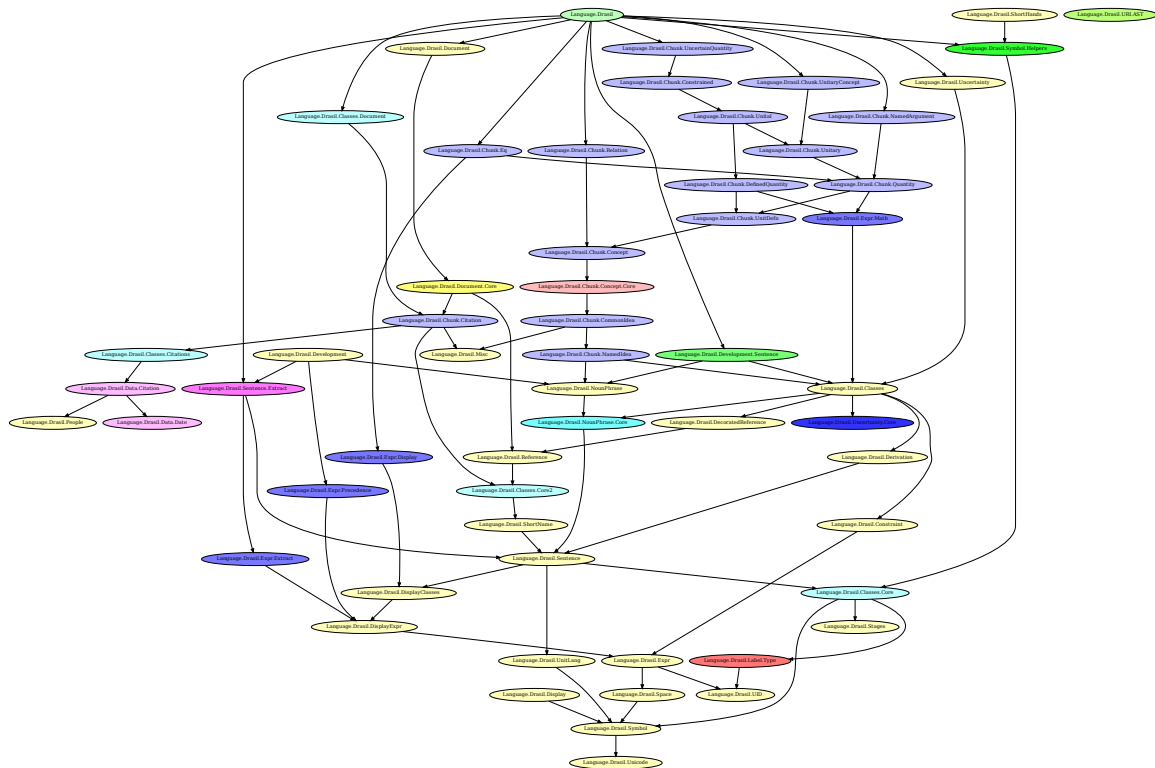 Language.Drasil
Language.Drasil.ShortHands
Language.Drasil.URI.AST
Language.Drasil.Document
Language.Drasil.Chunk.UncertainQuantity
Language.Drasil.Symbol.Helpers
Language.Drasil.Chunk.Constrained
Language.Drasil.Chunk.UnitaryConcept
Language.Drasil.Uncertainty
Language.Drasil.Classes.Document
Language.Drasil.Chunk.Unital
Language.Drasil.Chunk.NamedArgument
Language.Drasil.Chunk.Eq
Language.Drasil.Chunk.Relation
Language.Drasil.Chunk.Unitary
Language.Drasil.Chunk.DefinedQuantity
Language.Drasil.Chunk.Quantity
Language.Drasil.Chunk.UnitDefn
Language.Drasil.Expr.Math
Language.Drasil.Chunk.Concept
Language.Drasil.Document.Core
Language.Drasil.Chunk.Concept.Core
Language.Drasil.Chunk.Citation
Language.Drasil.Chunk.CommonIdea
Language.Drasil.Classes.Citations
Language.Drasil.Development
Language.Drasil.Misc
Language.Drasil.Chunk.NamedIdea
Language.Drasil.Development.Sentence
Language.Drasil.Data.Citation
Language.Drasil.Sentence.Extract
Language.Drasil.NounPhrase
Language.Drasil.Classes
Language.Drasil.People
Language.Drasil.Data.Date
Language.Drasil.NounPhrase.Core
Language.Drasil.DecoratedReference
Language.Drasil.UncertaintyCore
Language.Drasil.Expr.Display
Language.Drasil.Reference
Language.Drasil.Derivation
Language.Drasil.Expr.Precedence
Language.Drasil.Classes.Core2
Language.Drasil.ShortName
Language.Drasil.Constraint
Language.Drasil.Expr.Extract
Language.Drasil.Sentence
Language.Drasil.DisplayClasses
Language.Drasil.Classes.Core
Language.Drasil.DisplayExpr
Language.Drasil.Stages
Language.Drasil.UnitLang
Language.Drasil.Expr
Language.Drasil.Label.Type
Language.Drasil.Display
Language.Drasil.Space
Language.Drasil.UID
Language.Drasil.Symbol
Language.Drasil.Unicode